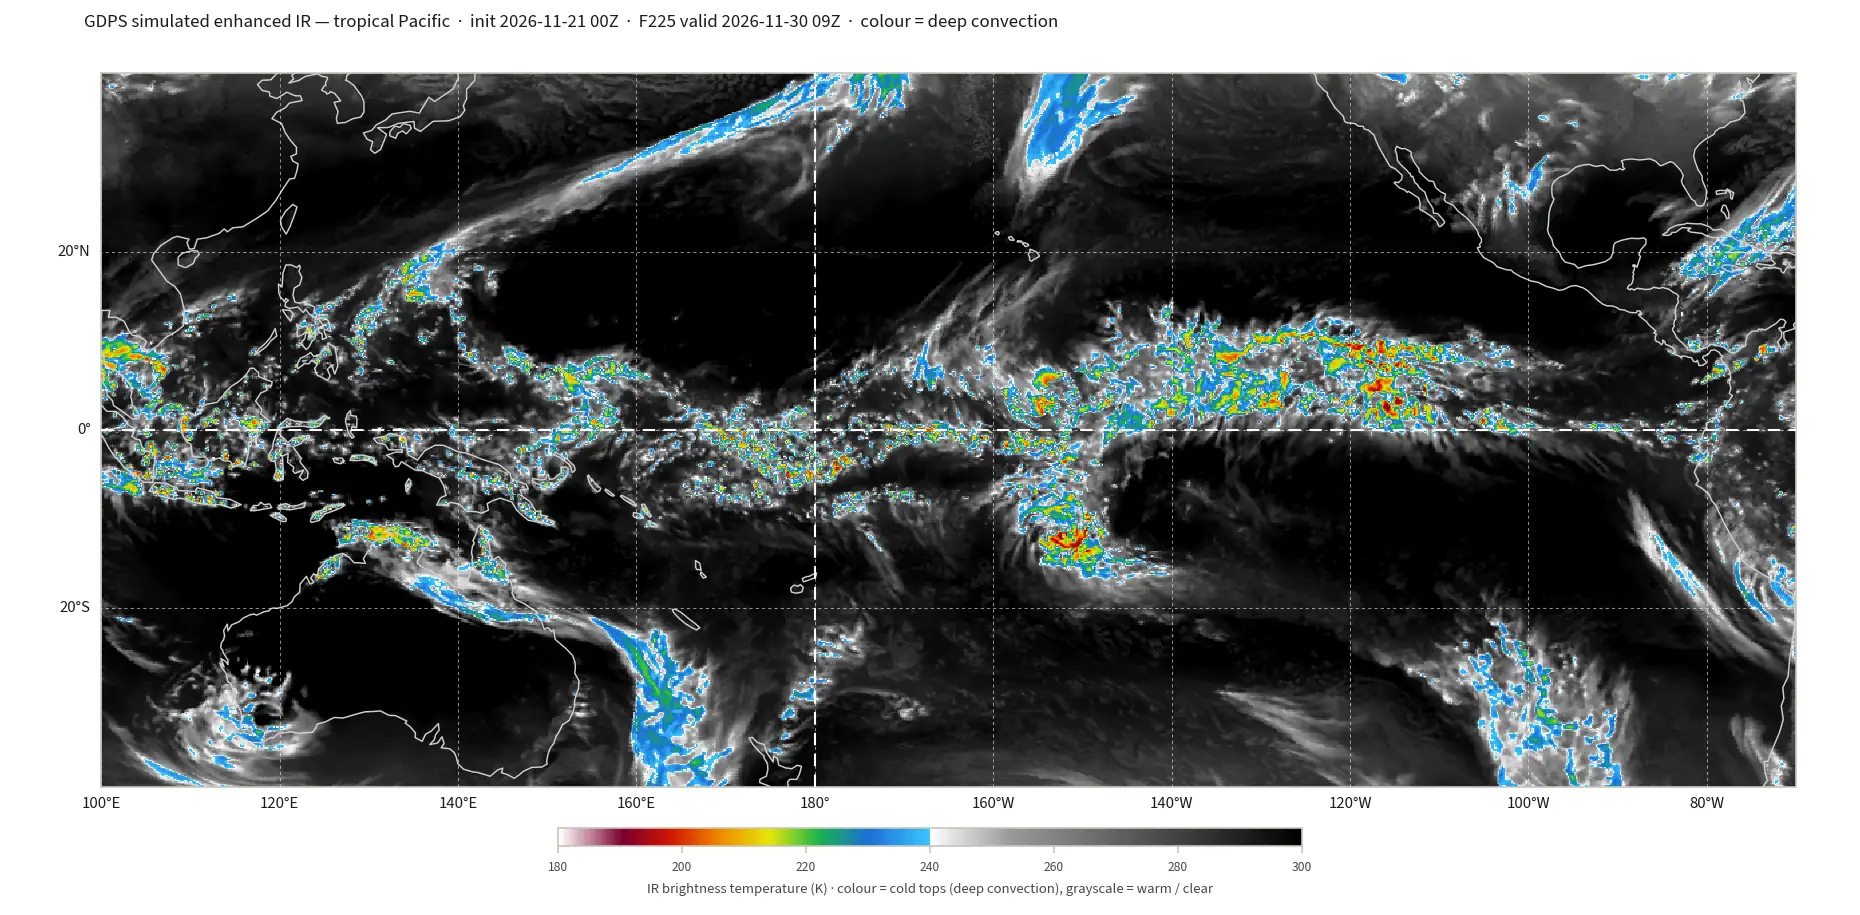 GDPS simulated enhanced IR — tropical Pacific · init 2026-11-21 00Z · F225 valid 2026-11-30 09Z · colour = deep convection
20°N
0°
20°S
100°E 120°E 140°E 160°E 180° 160°W 140°W 120°W 100°W 80°W
180 200 220 240 260 280 300
IR brightness temperature (K) · colour = cold tops (deep convection), grayscale = warm / clear